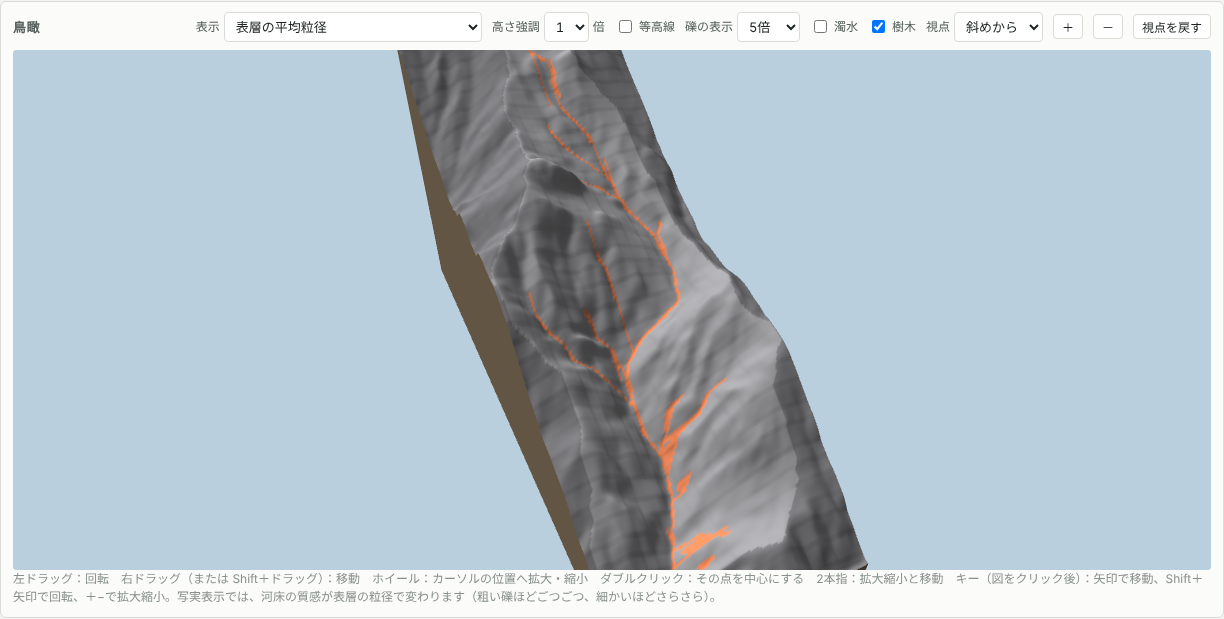 鳥瞰 表示 表層の平均粒径 高さ強調 1 倍 等高線 礫の表示 5倍 濁水 樹木 視点 斜めから ＋ － 視点を戻す
左ドラッグ：回転　右ドラッグ（または Shift＋ドラッグ）：移動　ホイール：カーソルの位置へ拡大・縮小　ダブルクリック：その点を中心にする　2本指：拡大縮小と移動　キー（図をクリック後）：矢印で移動、Shift＋
矢印で回転、＋−で拡大縮小。写実表示では、河床の質感が表層の粒径で変わります（粗い礫ほどごつごつ、細かいほどさらさら）。